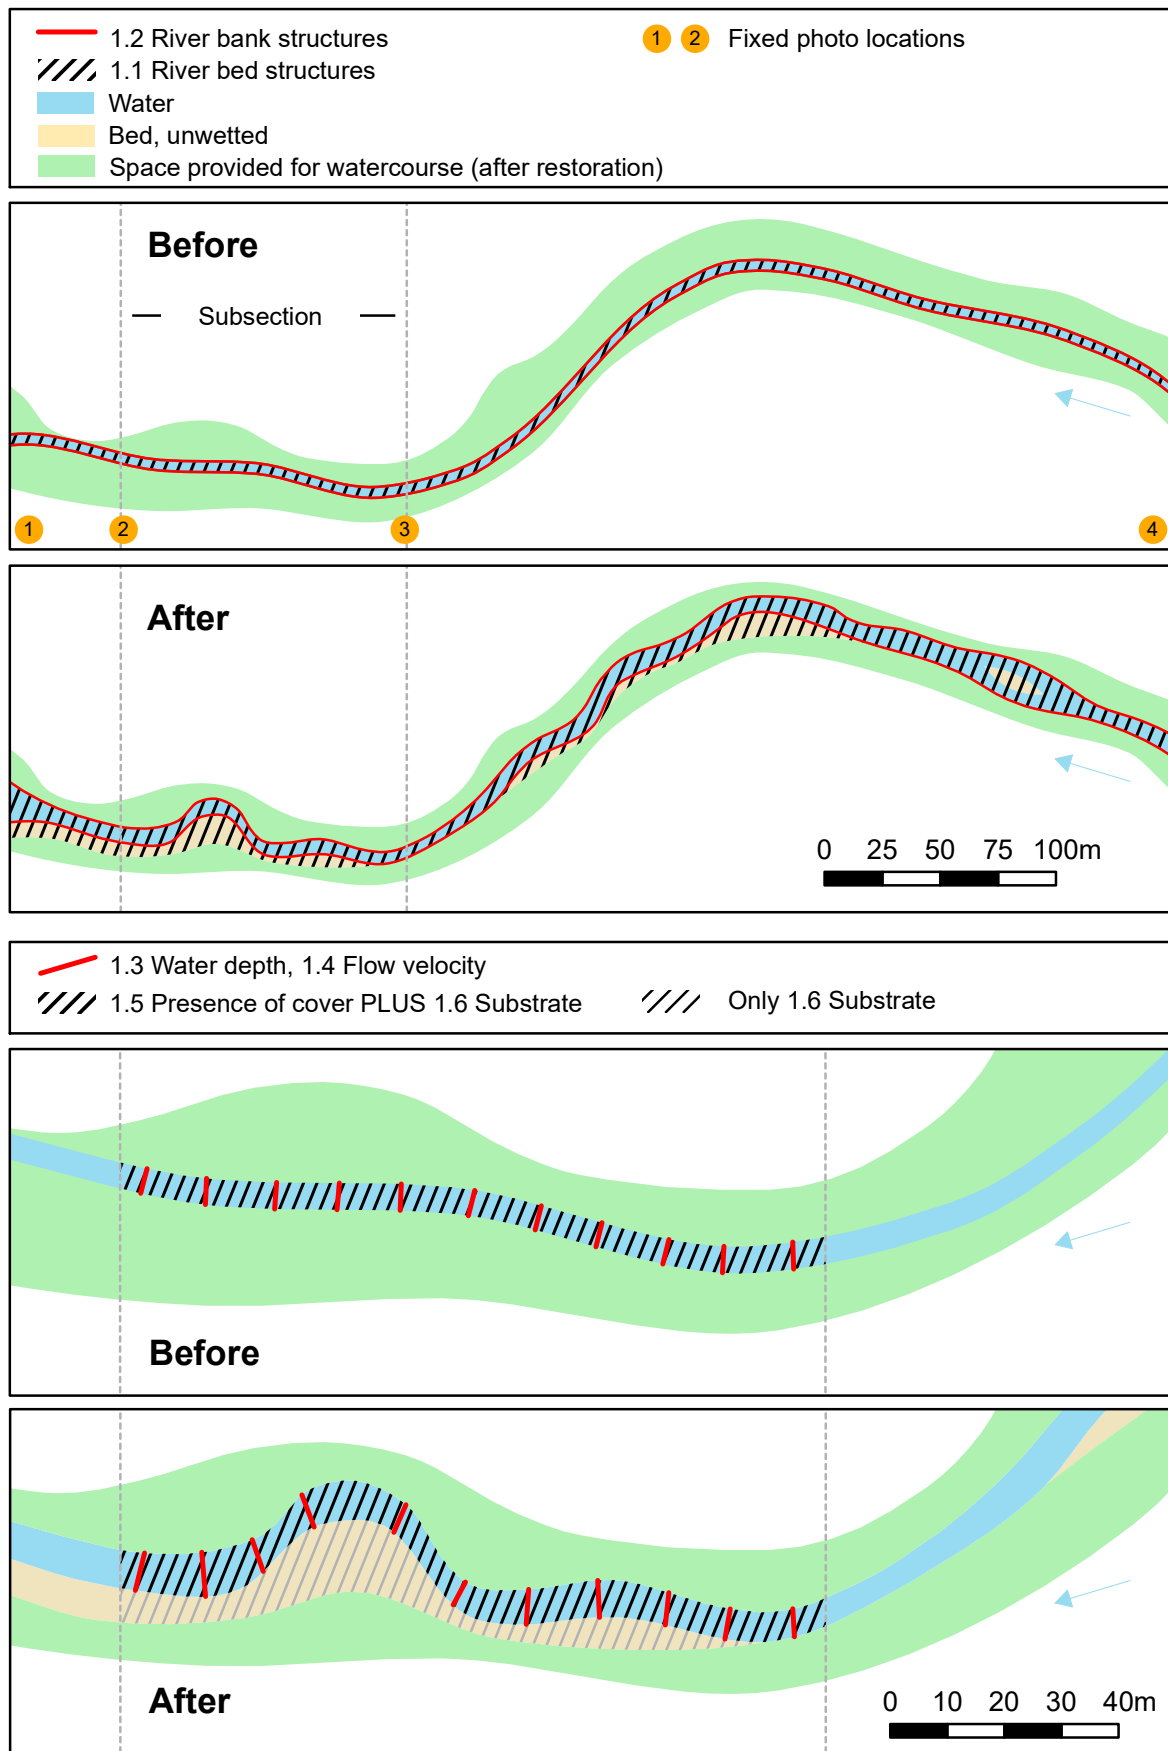 1.2 River bank structures
1 2 Fixed photo locations
1.1 River bed structures
Water
Bed, unwetted
Space provided for watercourse (after restoration)
Before
Subsection
1 2 3 4
After
0 25 50 75 100m
1.3 Water depth, 1.4 Flow velocity
1.5 Presence of cover PLUS 1.6 Substrate
Only 1.6 Substrate
Before
After
0 10 20 30 40m